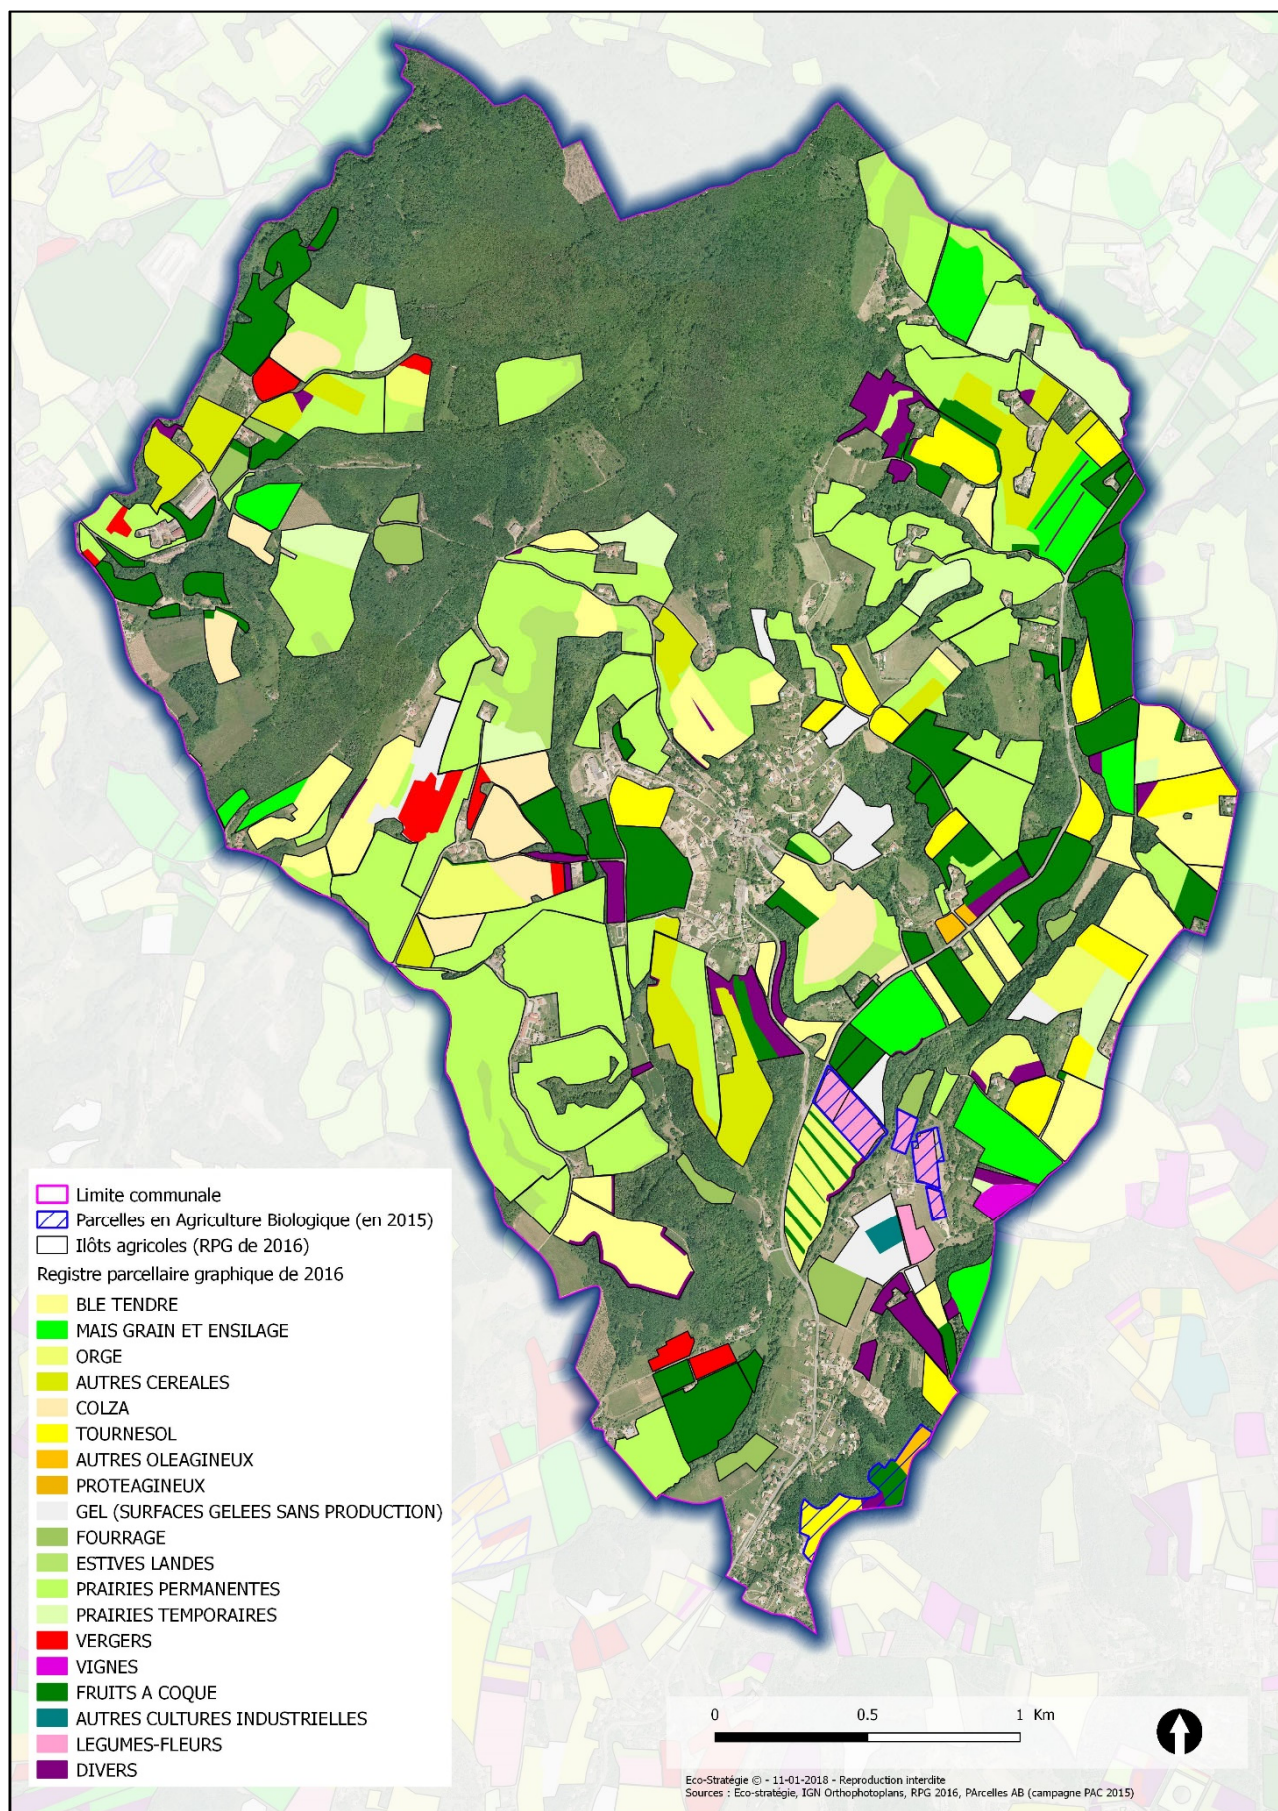 Limite communale
Parcelles en Agriculture Biologique (en 2015)
Ilôts agricoles (RPG de 2016)
Registre parcellaire graphique de 2016
BLE TENDRE
MAIS GRAIN ET ENSILAGE
ORGE
AUTRES CEREALES
COLZA
TOURNESOL
AUTRES OLEAGINEUX
PROTEAGINEUX
GEL (SURFACES GELEES SANS PRODUCTION)
FOURRAGE
ESTIVES LANDES
PRAIRIES PERMANENTES
PRAIRIES TEMPORAIRES
VERGERS
VIGNES
FRUITS A COQUE
AUTRES CULTURES INDUSTRIELLES
LEGUMES-FLEURS
DIVERS
0 0.5 1 Km
Eco-Stratégie © - 11-01-2018 - Reproduction interdite
Sources : Eco-stratégie, IGN Orthophotoplans, RPG 2016, PArcelles AB (campagne PAC 2015)